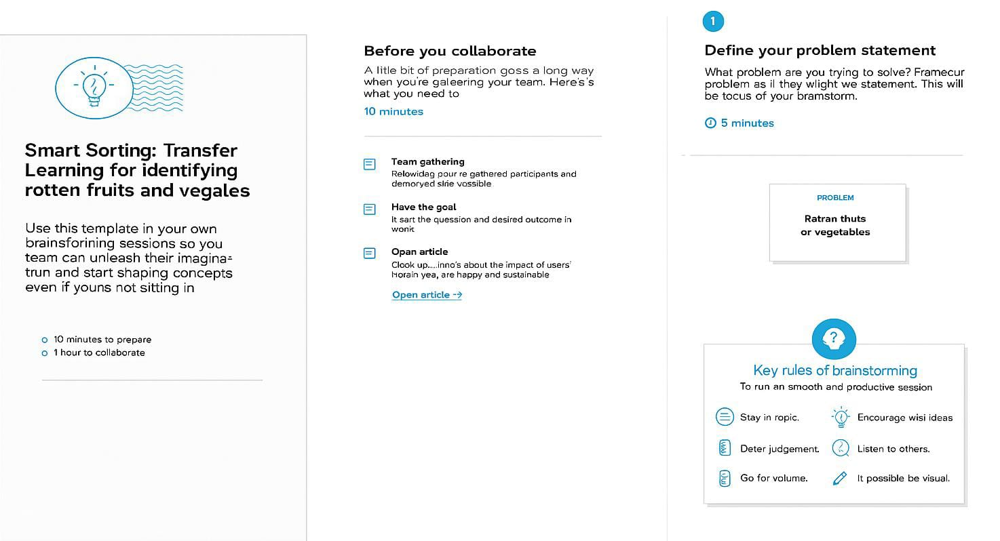 Smart Sorting: Transfer
Learning for identifying
rotten fruits and vegales
Use this template in your own
brainsforining sessions so you
team can unleash their imagina-
trun and start shaping concepts
even if youns not sitting in
10 minutes to prepare
1 hour to collaborate
Before you collaborate
A litle bit of preparation goss a long way
when you're galeering your team. Here's's
what you need to
10 minutes
Team gathering
Relowidag pour re gathered participants and
demoryed slrie vossible
Have the goal
It sart the quession and desired outcome in
wonk
Opan article
Clook up....inno's about the impact of users'
Horain yea, are happy and sustainable
Open article →
1
Define your problem statement
What problem are you trying to solve? Framecur
problem as il they wlight we statement. This will
be tocus of your bramstorm.
5 minutes
PROBLEM
Ratran thuts
or vegetables
?
Key rules of brainstorming
To run an smooth and productive session
Stay in ropic.
Encourage wisi ideas
Deter judgement.
Listen to others.
Go for volume.
It possible be visual.